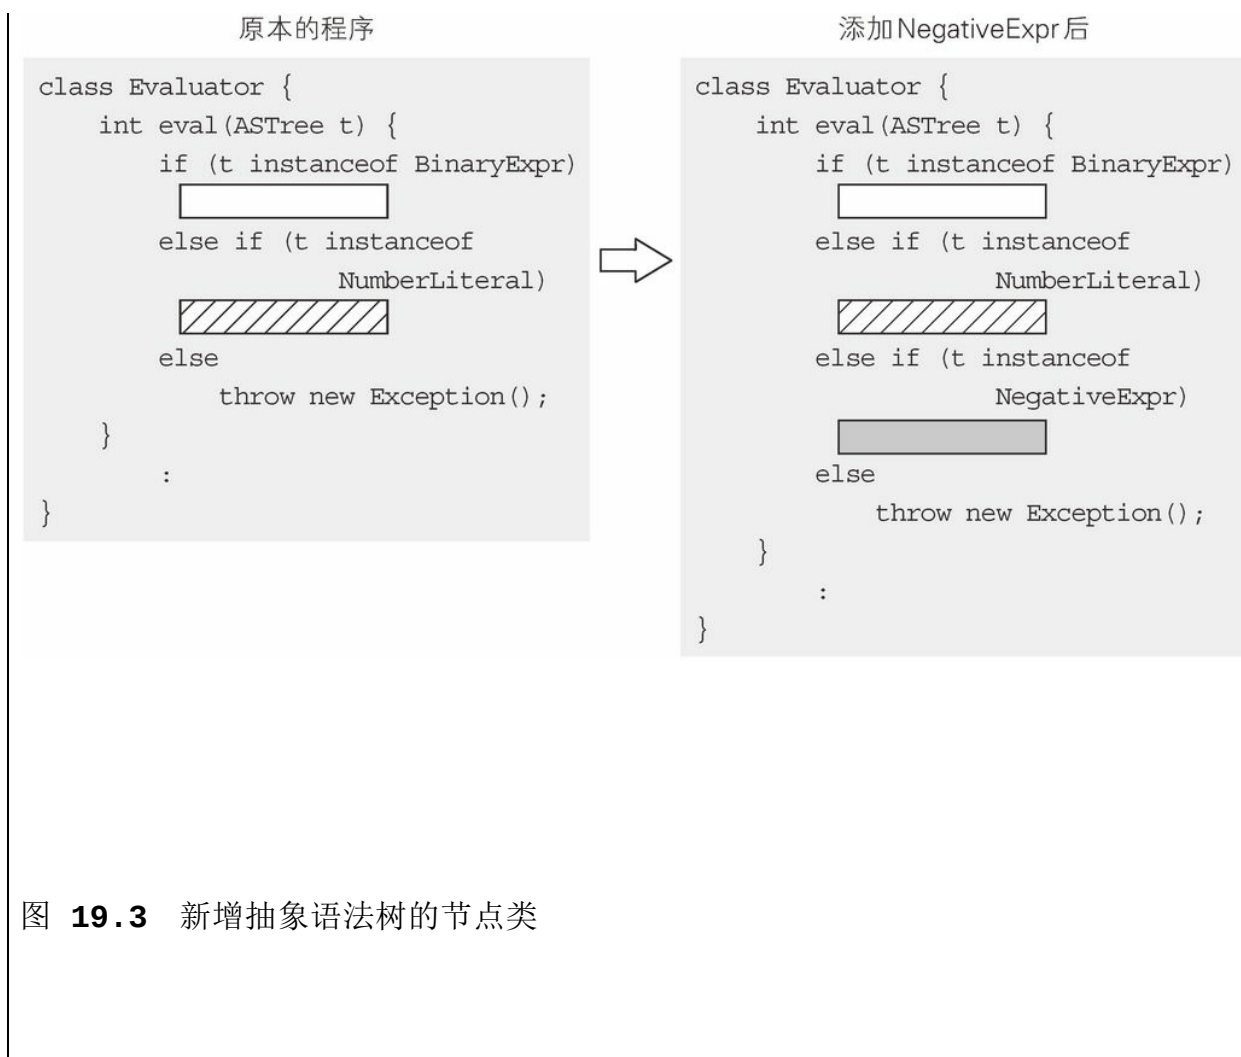 原本的程序
class Evaluator {
    int eval(ASTree t) {
        if (t instanceof BinaryExpr)
        else if (t instanceof
                    NumberLiteral)
        else
            throw new Exception();
    }
        :
}
添加NegativeExpr后
class Evaluator {
    int eval(ASTree t) {
        if (t instanceof BinaryExpr)
        else if (t instanceof
                    NumberLiteral)
        else if (t instanceof
                    NegativeExpr)
        else
            throw new Exception();
    }
        :
}
图 19.3 新增抽象语法树的节点类